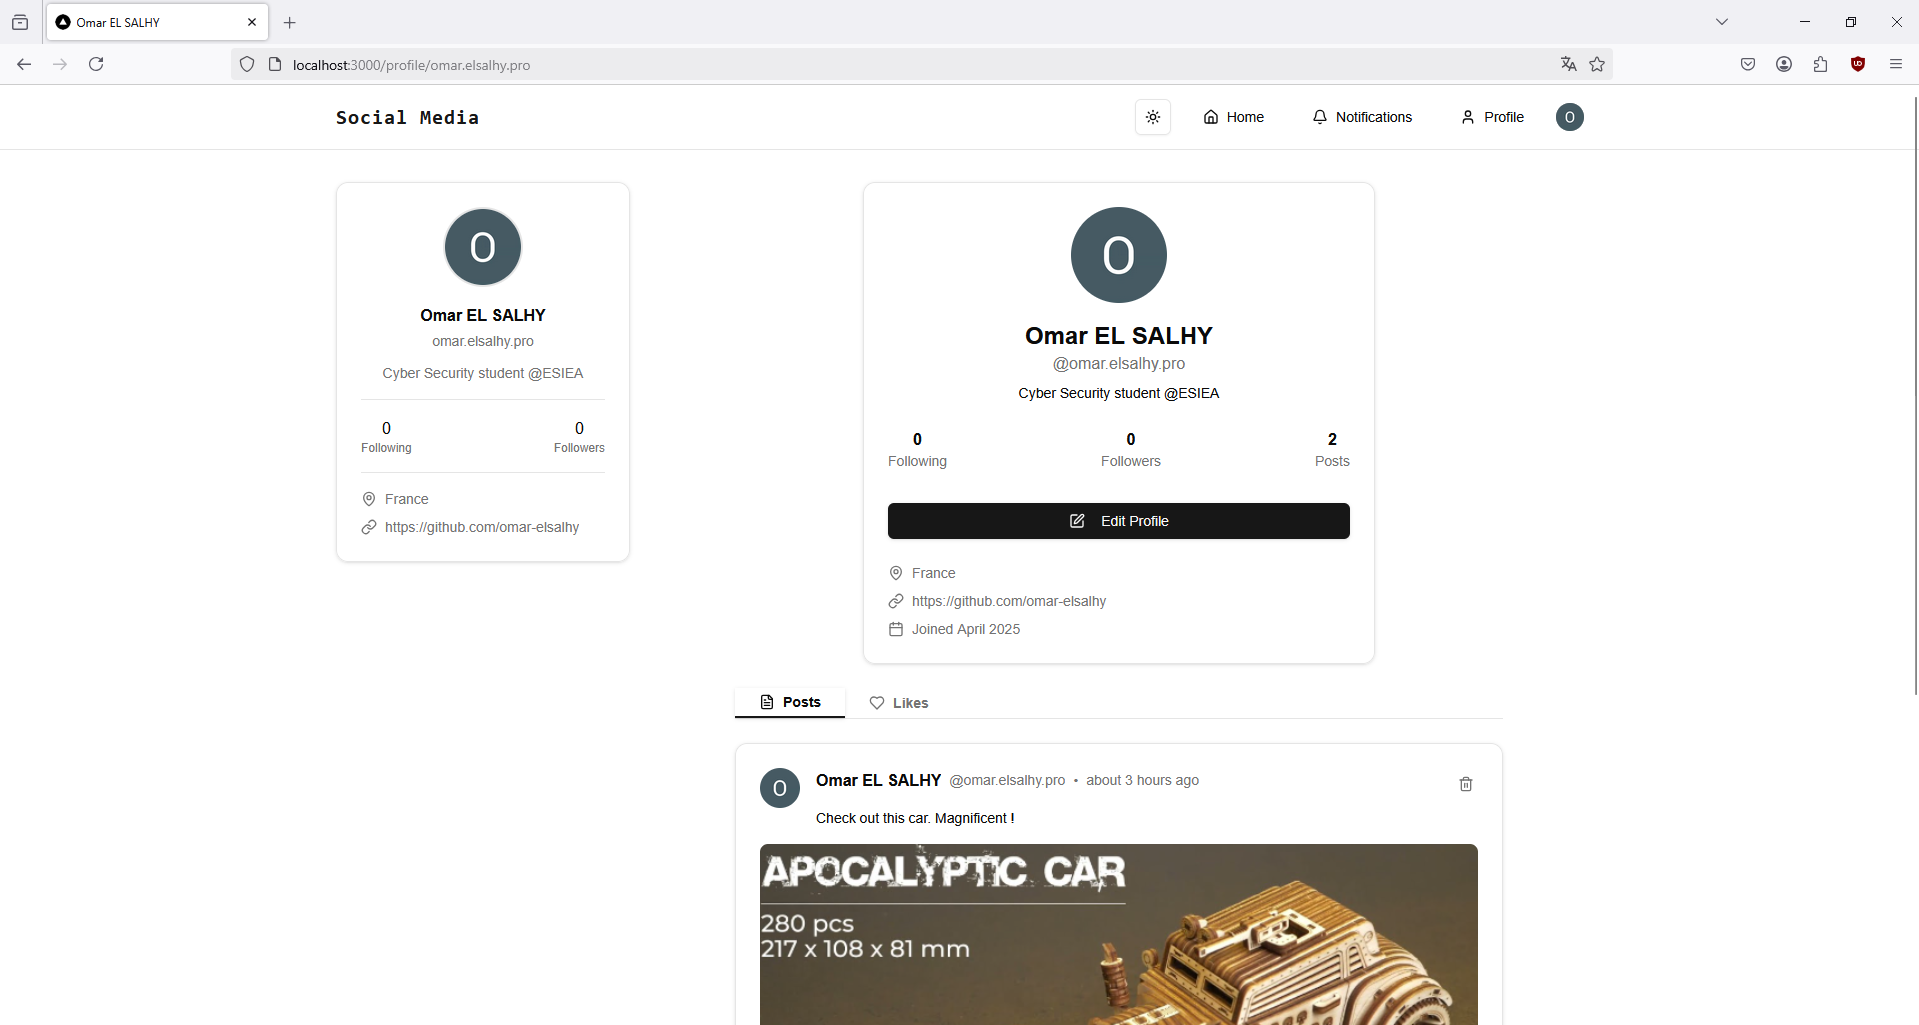 Omar EL SALHY
localhost:3000/profile/omar.elsalhy.pro
Social Media
Home
Notifications
Profile
O
O
Omar EL SALHY
omar.elsalhy.pro
Cyber Security student @ESIEA
0
Following
0
Followers
France
https://github.com/omar-elsalhy
O
Omar EL SALHY
@omar.elsalhy.pro
Cyber Security student @ESIEA
0
Following
0
Followers
2
Posts
Edit Profile
France
https://github.com/omar-elsalhy
Joined April 2025
Posts
Likes
O
Omar EL SALHY @omar.elsalhy.pro • about 3 hours ago
Check out this car. Magnificent !
APOCALYPTIC CAR
280 pcs
217 x 108 x 81 mm